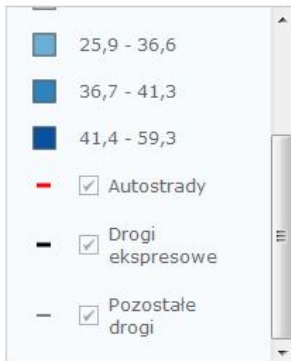 25,9 - 36,6
36,7 - 41,3
41,4 - 59,3
Autostrady
Drogi
ekspresowe
Pozostałe
drogi